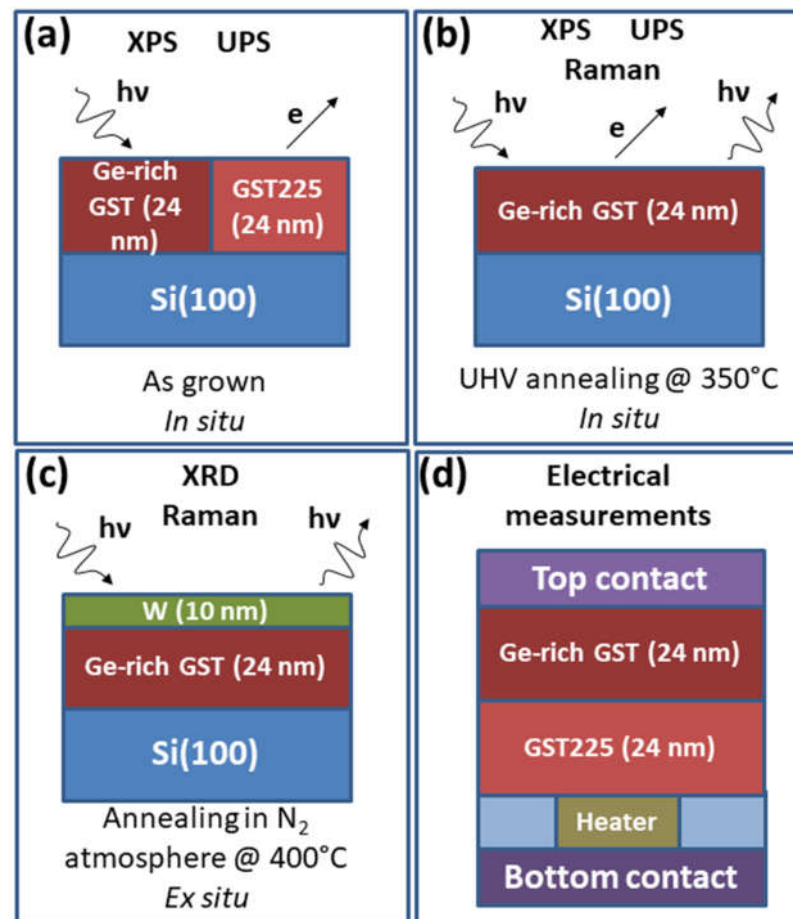 (a)
XPS UPS
hν
e
Ge-rich
GST (24
nm)
GST225
(24 nm)
Si(100)
As grown
In situ
(b)
XPS UPS
Raman
hν
e
hν
Ge-rich GST (24 nm)
Si(100)
UHV annealing @ 350°C
In situ
(c)
XRD
Raman
hν
hν
W (10 nm)
Ge-rich GST (24 nm)
Si(100)
Annealing in N₂
atmosphere @ 400°C
Ex situ
(d)
Electrical
measurements
Top contact
Ge-rich GST (24 nm)
GST225 (24 nm)
Heater
Bottom contact